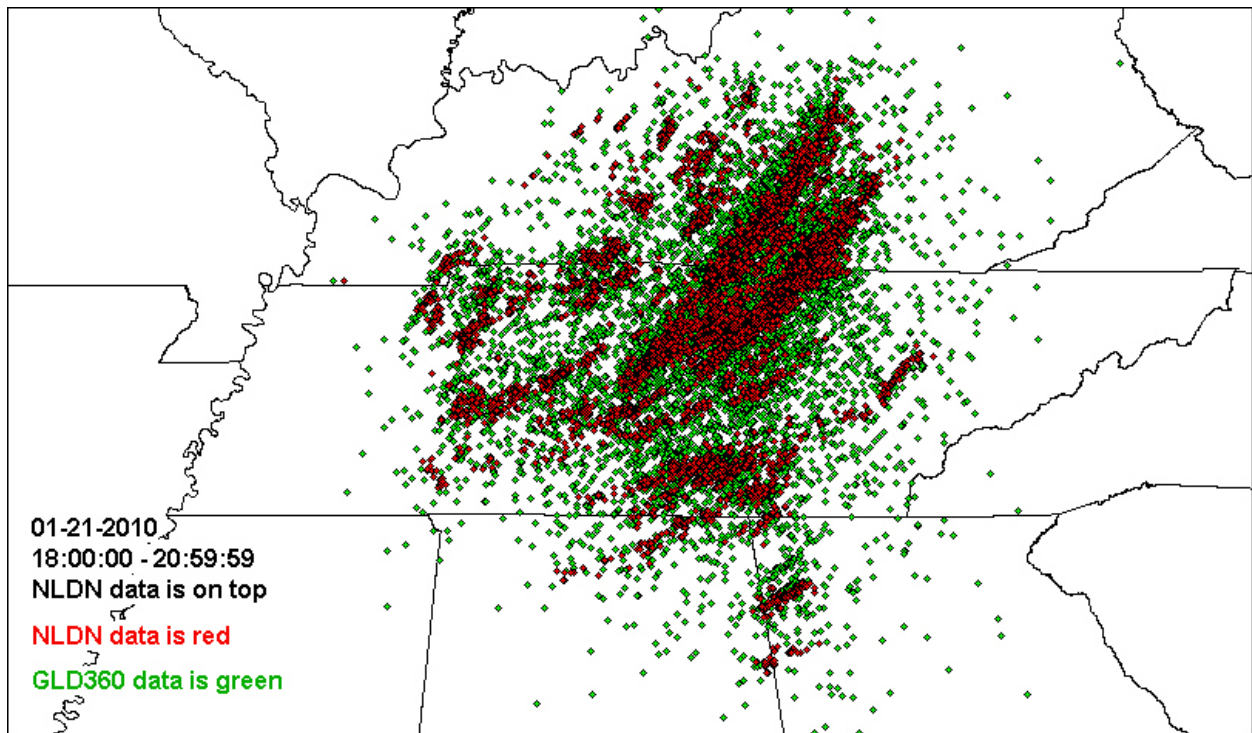 01-21-2010
18:00:00 - 20:59:59
NLDN data is on top
NLDN data is red
GLD360 data is green